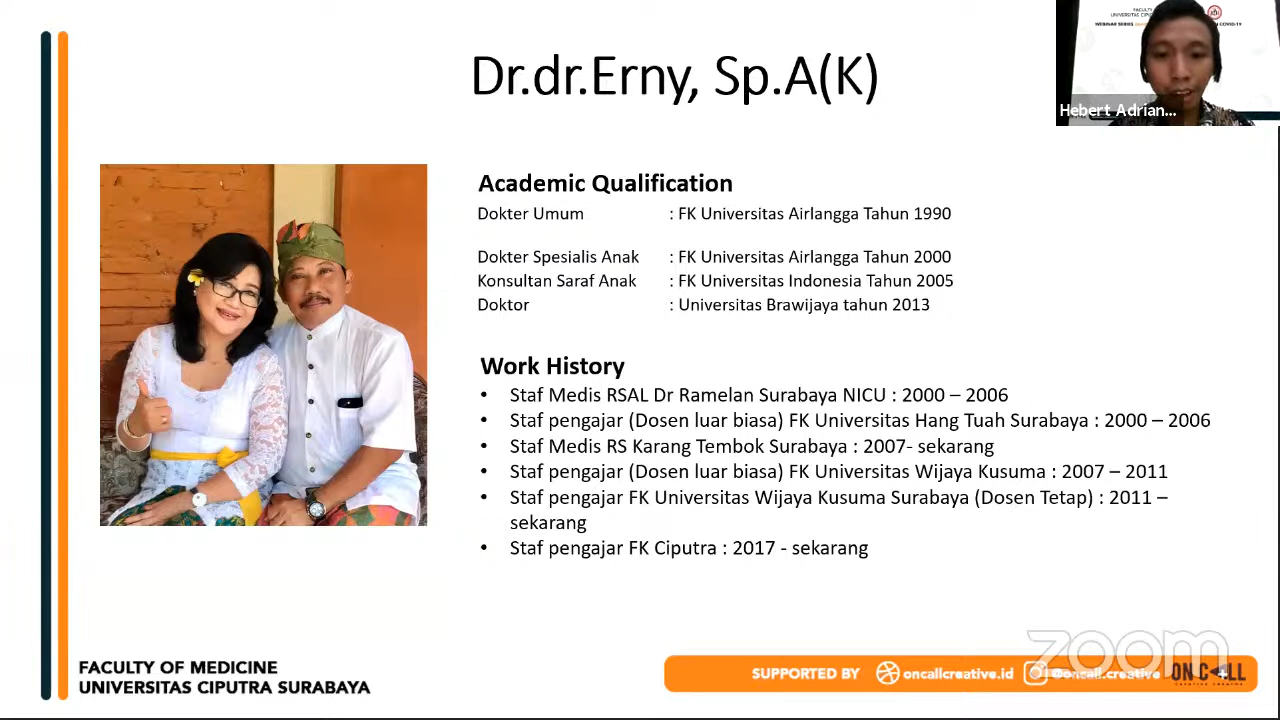 Dr.dr.Erny, Sp.A(K)
Hebert Adrian...
Academic Qualification
Dokter Umum : FK Universitas Airlangga Tahun 1990
Dokter Spesialis Anak : FK Universitas Airlangga Tahun 2000
Konsultan Saraf Anak : FK Universitas Indonesia Tahun 2005
Doktor : Universitas Brawijaya tahun 2013
Work History
• Staf Medis RSAL Dr Ramelan Surabaya NICU : 2000 – 2006
• Staf pengajar (Dosen luar biasa) FK Universitas Hang Tuah Surabaya : 2000 – 2006
• Staf Medis RS Karang Tembok Surabaya : 2007- sekarang
• Staf pengajar (Dosen luar biasa) FK Universitas Wijaya Kusuma : 2007 – 2011
• Staf pengajar FK Universitas Wijaya Kusuma Surabaya (Dosen Tetap) : 2011 –
sekarang
• Staf pengajar FK Ciputra : 2017 - sekarang
zoom
FACULTY OF MEDICINE
UNIVERSITAS CIPUTRA SURABAYA
SUPPORTED BY oncallcreative.id @oncall.creative ON CALL